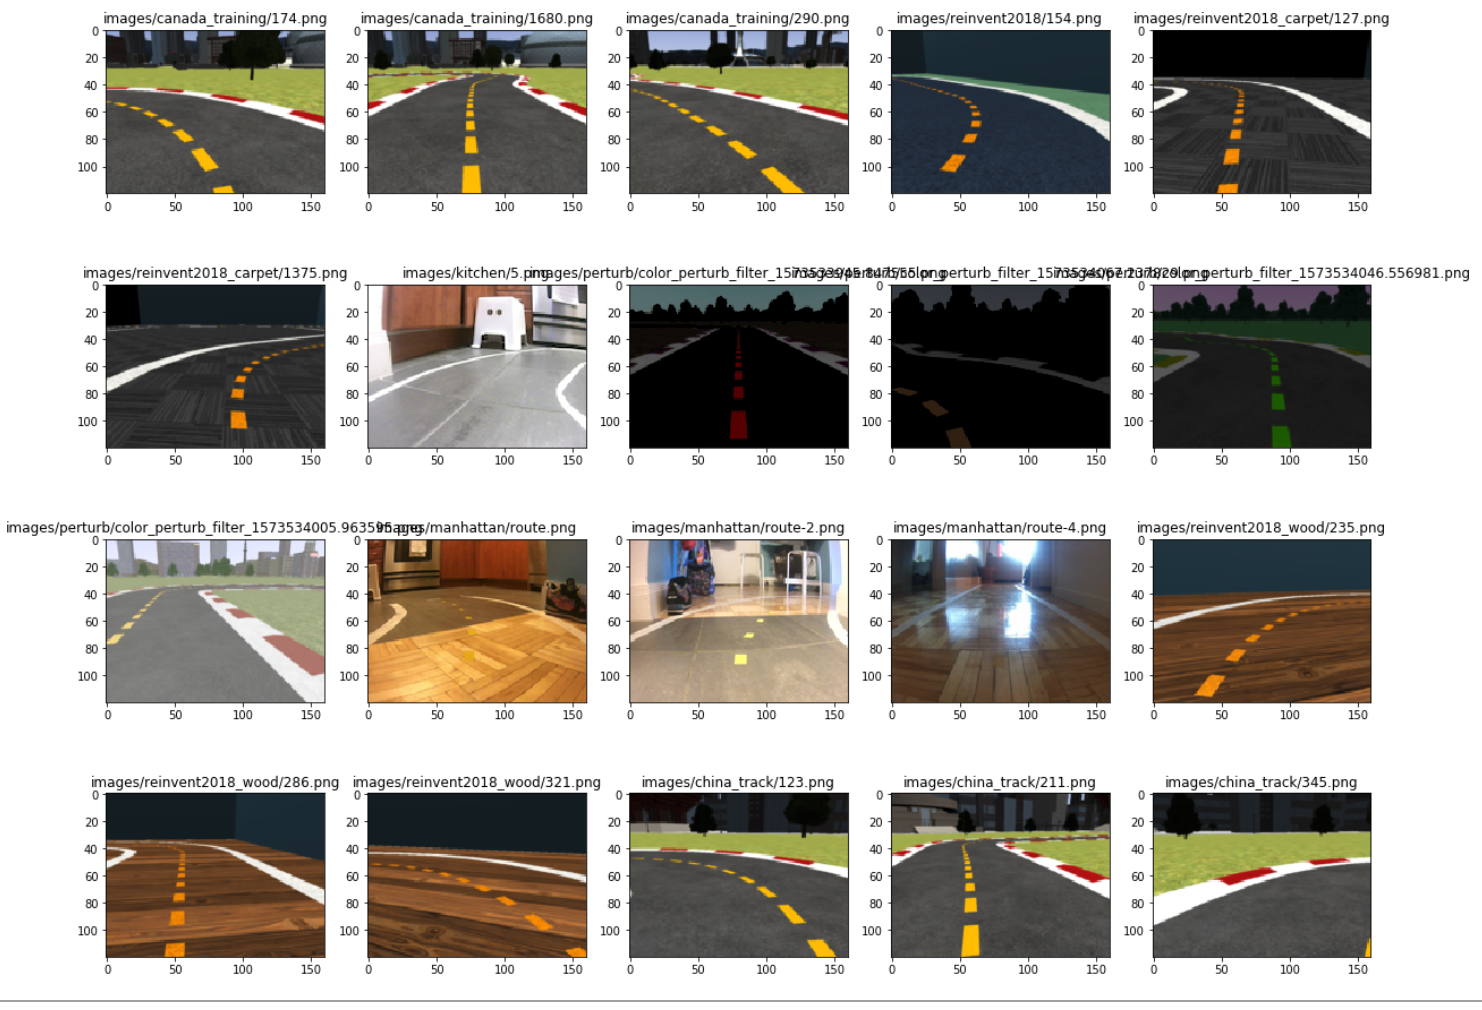 images/canada_training/174.png images/canada_training/1680.png images/canada_training/290.png images/reinvent2018/154.png images/reinvent2018_carpet/127.png
0 0 0 0 0
20 20 20 20 20
40 40 40 40 40
60 60 60 60 60
80 80 80 80 80
100 100 100 100 100
0 50 100 150 0 50 100 150 0 50 100 150 0 50 100 150 0 50 100 150
images/reinvent2018_carpet/1375.png images/kitchen/5.png images/perturb/color_perturb_filter_1573534046.556981.png
0 0 0 0 0
20 20 20 20 20
40 40 40 40 40
60 60 60 60 60
80 80 80 80 80
100 100 100 100 100
0 50 100 150 0 50 100 150 0 50 100 150 0 50 100 150 0 50 100 150
images/perturb/color_perturb_filter_1573534005.963595.png images/manhattan/route.png images/manhattan/route-2.png images/manhattan/route-4.png images/reinvent2018_wood/235.png
0 0 0 0 0
20 20 20 20 20
40 40 40 40 40
60 60 60 60 60
80 80 80 80 80
100 100 100 100 100
0 50 100 150 0 50 100 150 0 50 100 150 0 50 100 150 0 50 100 150
images/reinvent2018_wood/286.png images/reinvent2018_wood/321.png images/china_track/123.png images/china_track/211.png images/china_track/345.png
0 0 0 0 0
20 20 20 20 20
40 40 40 40 40
60 60 60 60 60
80 80 80 80 80
100 100 100 100 100
0 50 100 150 0 50 100 150 0 50 100 150 0 50 100 150 0 50 100 150